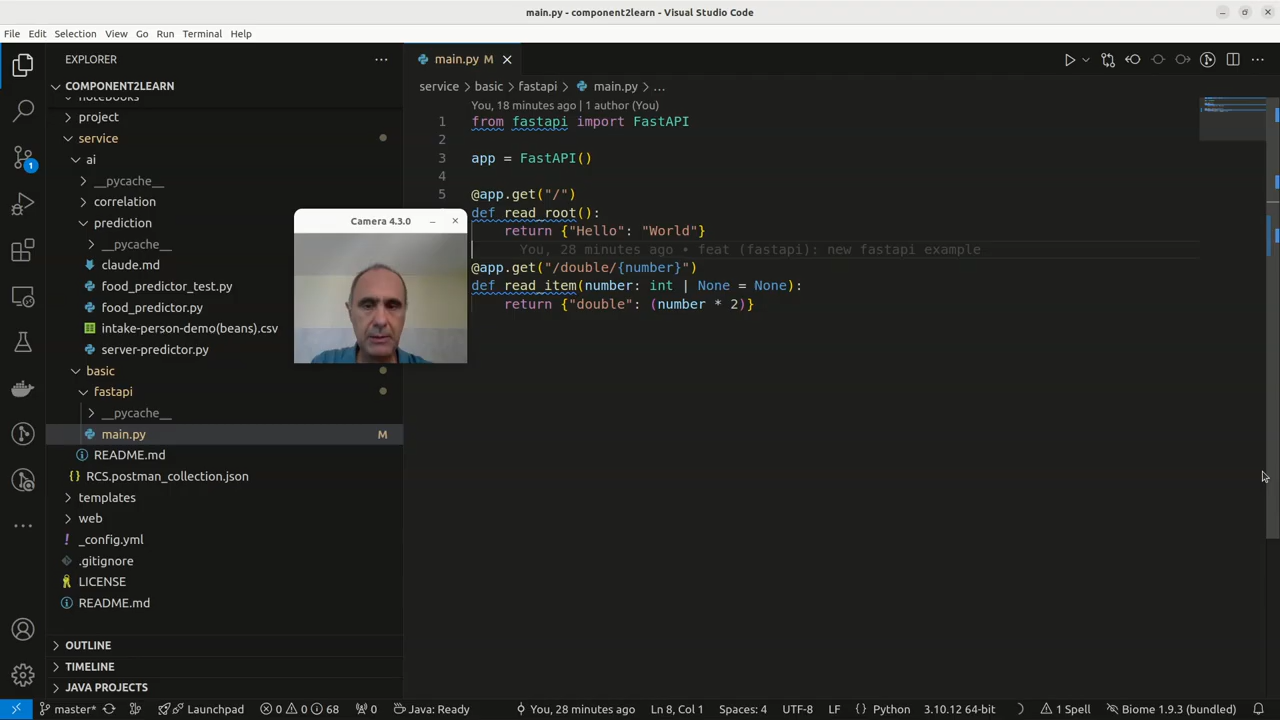 main.py - component2learn - Visual Studio Code
File Edit Selection View Go Run Terminal Help
EXPLORER
COMPONENT2LEARN
notebooks
project
service
ai
__pycache__
correlation
prediction
__pycache__
claude.md
food_predictor_test.py
food_predictor.py
intake-person-demo(beans).csv
server-predictor.py
basic
fastapi
__pycache__
main.py M
README.md
RCS.postman_collection.json
templates
web
_config.yml
.gitignore
LICENSE
README.md
OUTLINE
TIMELINE
JAVA PROJECTS
Camera 4.3.0
main.py M
service > basic > fastapi > main.py > ...
You, 18 minutes ago | 1 author (You)
1 from fastapi import FastAPI
2
3 app = FastAPI()
4
5 @app.get("/")
def read_root():
return {"Hello": "World"}
You, 28 minutes ago • feat (fastapi): new fastapi example
@app.get("/double/{number}")
def read_item(number: int | None = None):
return {"double": (number * 2)}
1
master* Launchpad 0 0 68 0 Java: Ready You, 28 minutes ago Ln 8, Col 1 Spaces: 4 UTF-8 LF Python 3.10.12 64-bit 1 Spell Biome 1.9.3 (bundled)